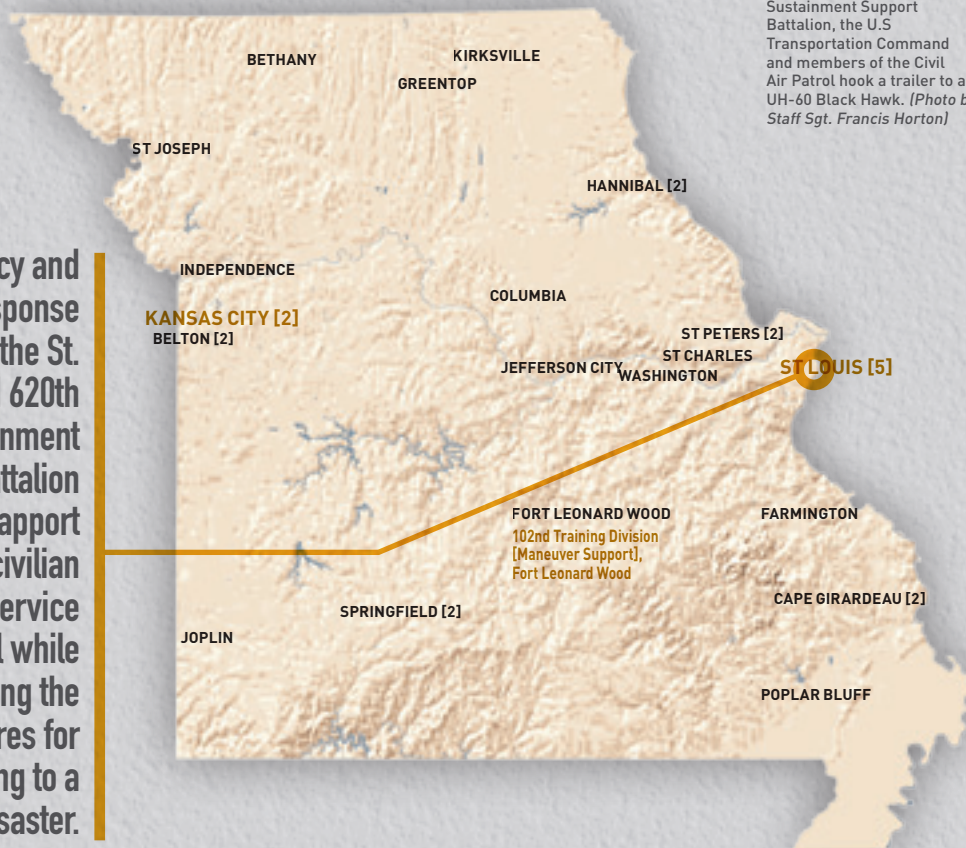 Sustainment Support
Battalion, the U.S
Transportation Command
and members of the Civil
Air Patrol hook a trailer to a
UH-60 Black Hawk. (Photo b
Staff Sgt. Francis Horton)
BETHANY
KIRKSVILLE
GREENTOP
ST JOSEPH
HANNIBAL [2]
INDEPENDENCE
COLUMBIA
KANSAS CITY [2]
BELTON [2]
ST PETERS [2]
ST CHARLES
JEFFERSON CITY
WASHINGTON
ST LOUIS [5]
FORT LEONARD WOOD
102nd Training Division
[Maneuver Support],
Fort Leonard Wood
FARMINGTON
CAPE GIRARDEAU [2]
SPRINGFIELD [2]
JOPLIN
POPLAR BLUFF
cy and
sponse
the St.
620th
nment
ttalion
apport
civilian
ervice
l while
ng the
res for
ng to a
saster.